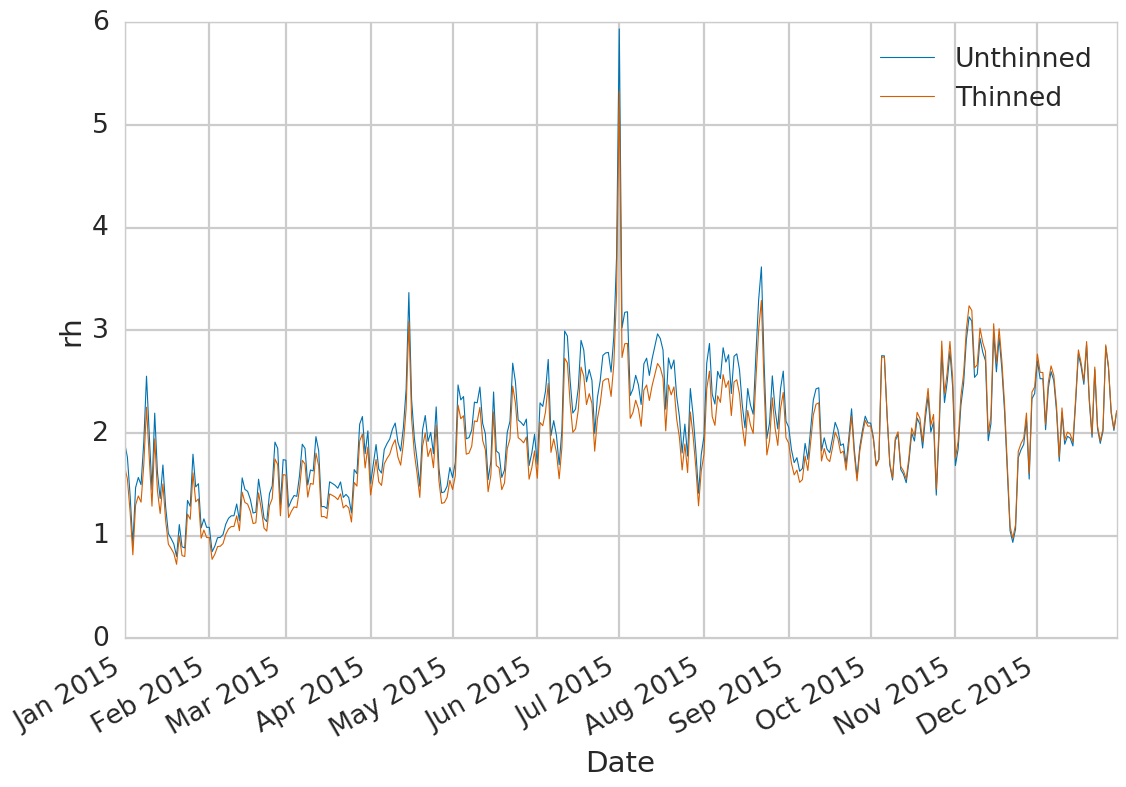 6
5
4
3
2
1
0
rh
Unthinned
Thinned
Jan 2015
Feb 2015
Mar 2015
Apr 2015
May 2015
Jun 2015
Jul 2015
Aug 2015
Sep 2015
Oct 2015
Nov 2015
Dec 2015
Date